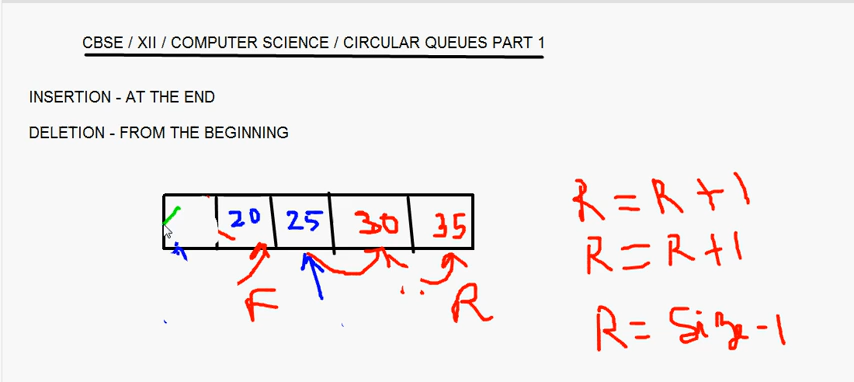 CBSE / XII / COMPUTER SCIENCE / CIRCULAR QUEUES PART 1
INSERTION - AT THE END
DELETION - FROM THE BEGINNING
20 25 30 35
F R
R = R + 1
R = R + 1
R = Size - 1